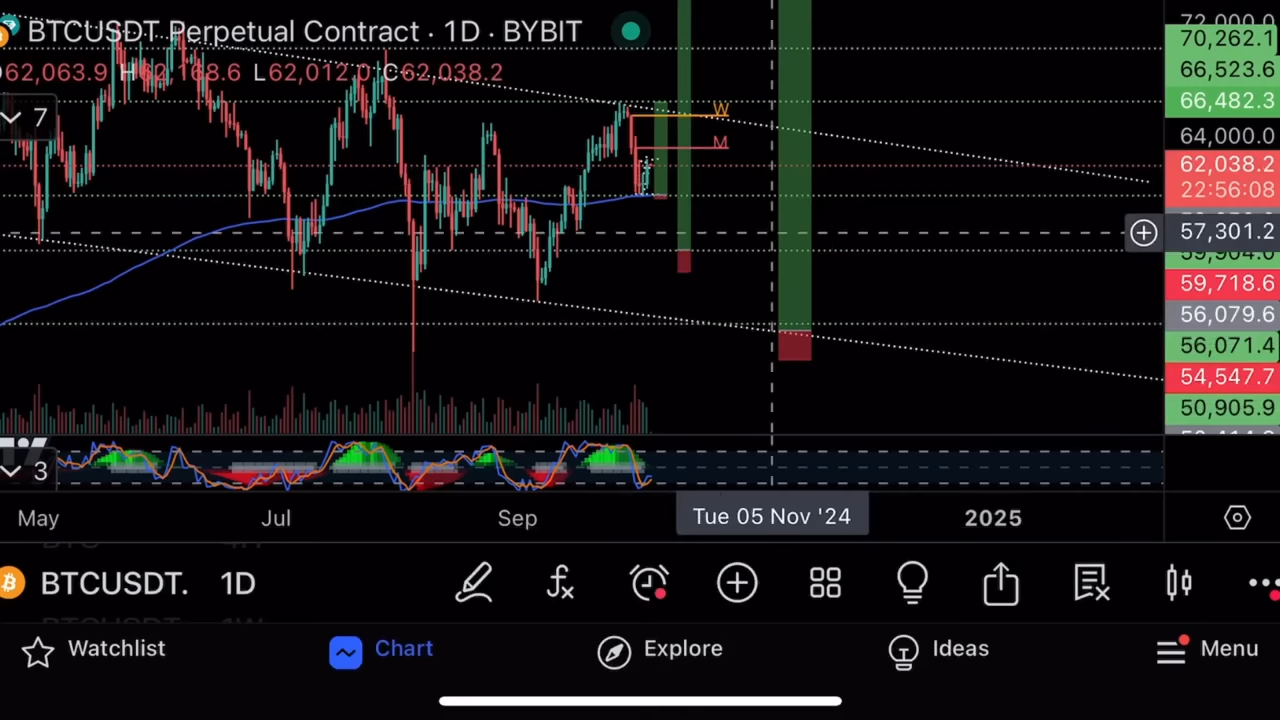 BTCUSDT Perpetual Contract · 1D · BYBIT
62,063.9 H62,168.6 L62,012.0 C62,038.2
7
W
M
72,000.0
70,262.1
66,523.6
66,482.3
64,000.0
62,038.2
22:56:08
57,301.2
59,904.0
59,718.6
56,079.6
56,071.4
54,547.7
50,905.9
3
May
Jul
Sep
Tue 05 Nov '24
2025
BTCUSDT. 1D
Watchlist
Chart
Explore
Ideas
Menu